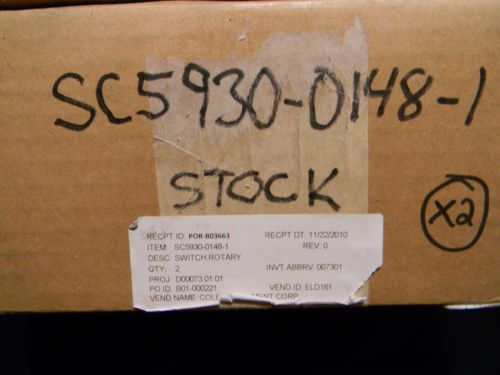 SC5930-0148-1
STOCK
X2
RECPT ID: POR-803663 RECPT DT: 11/22/2010
ITEM SC5930-0148-1 REV: 0
DESC: SWITCH,ROTARY
QTY: 2 INVT ABBRV: 007301
PROJ: D00073 01 01
PO ID: B01-000221 VEND ID: ELD161
VEND NAME: COLE MENT CORP